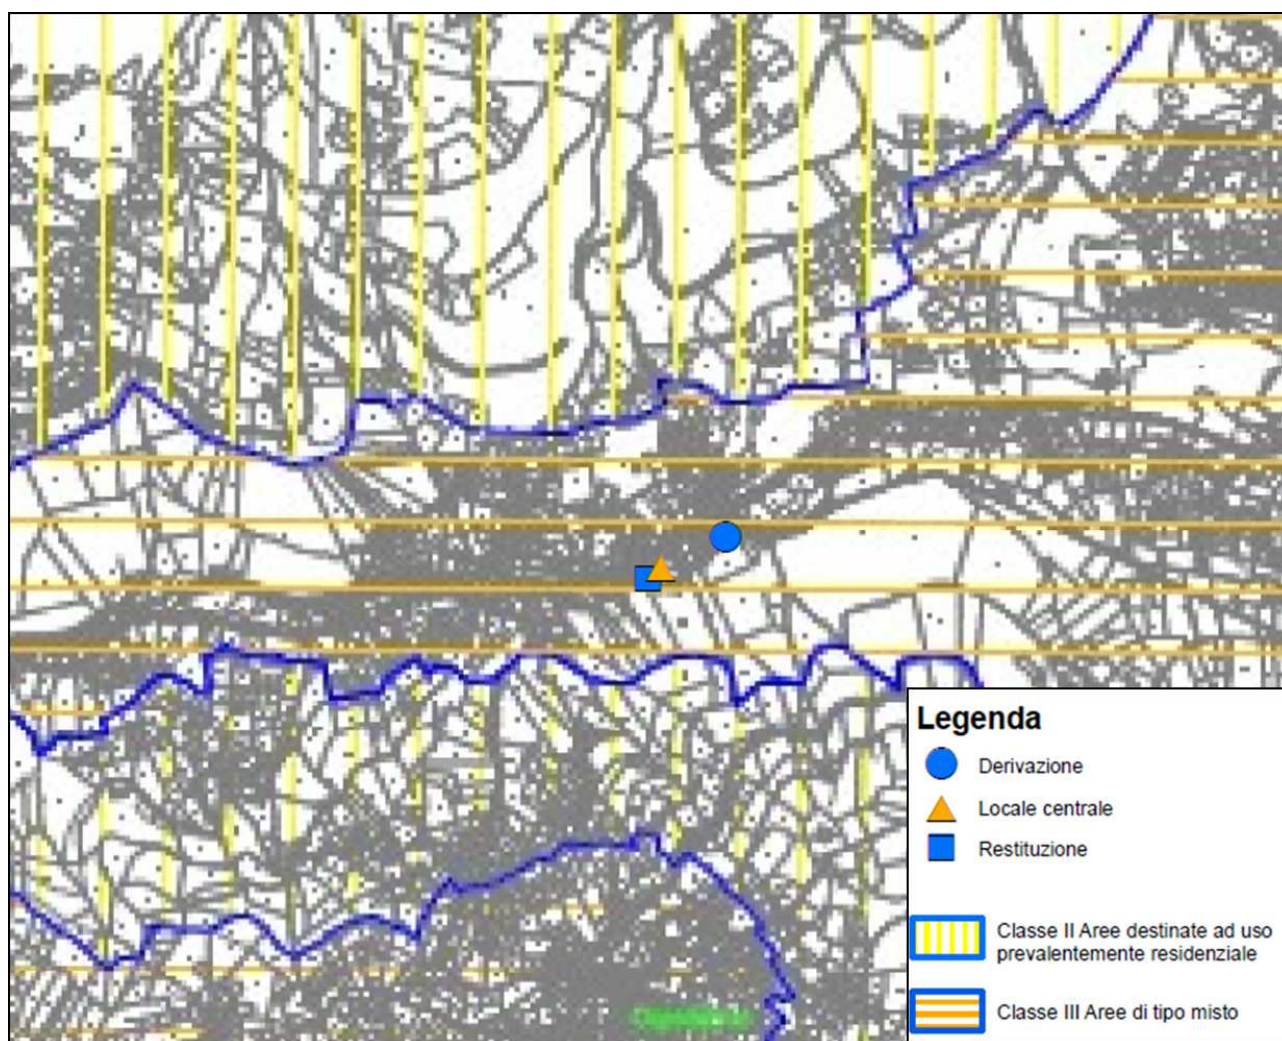 Legenda
Derivazione
Locale centrale
Restituzione
Classe II Aree destinate ad uso
prevalentemente residenziale
Classe III Aree di tipo misto